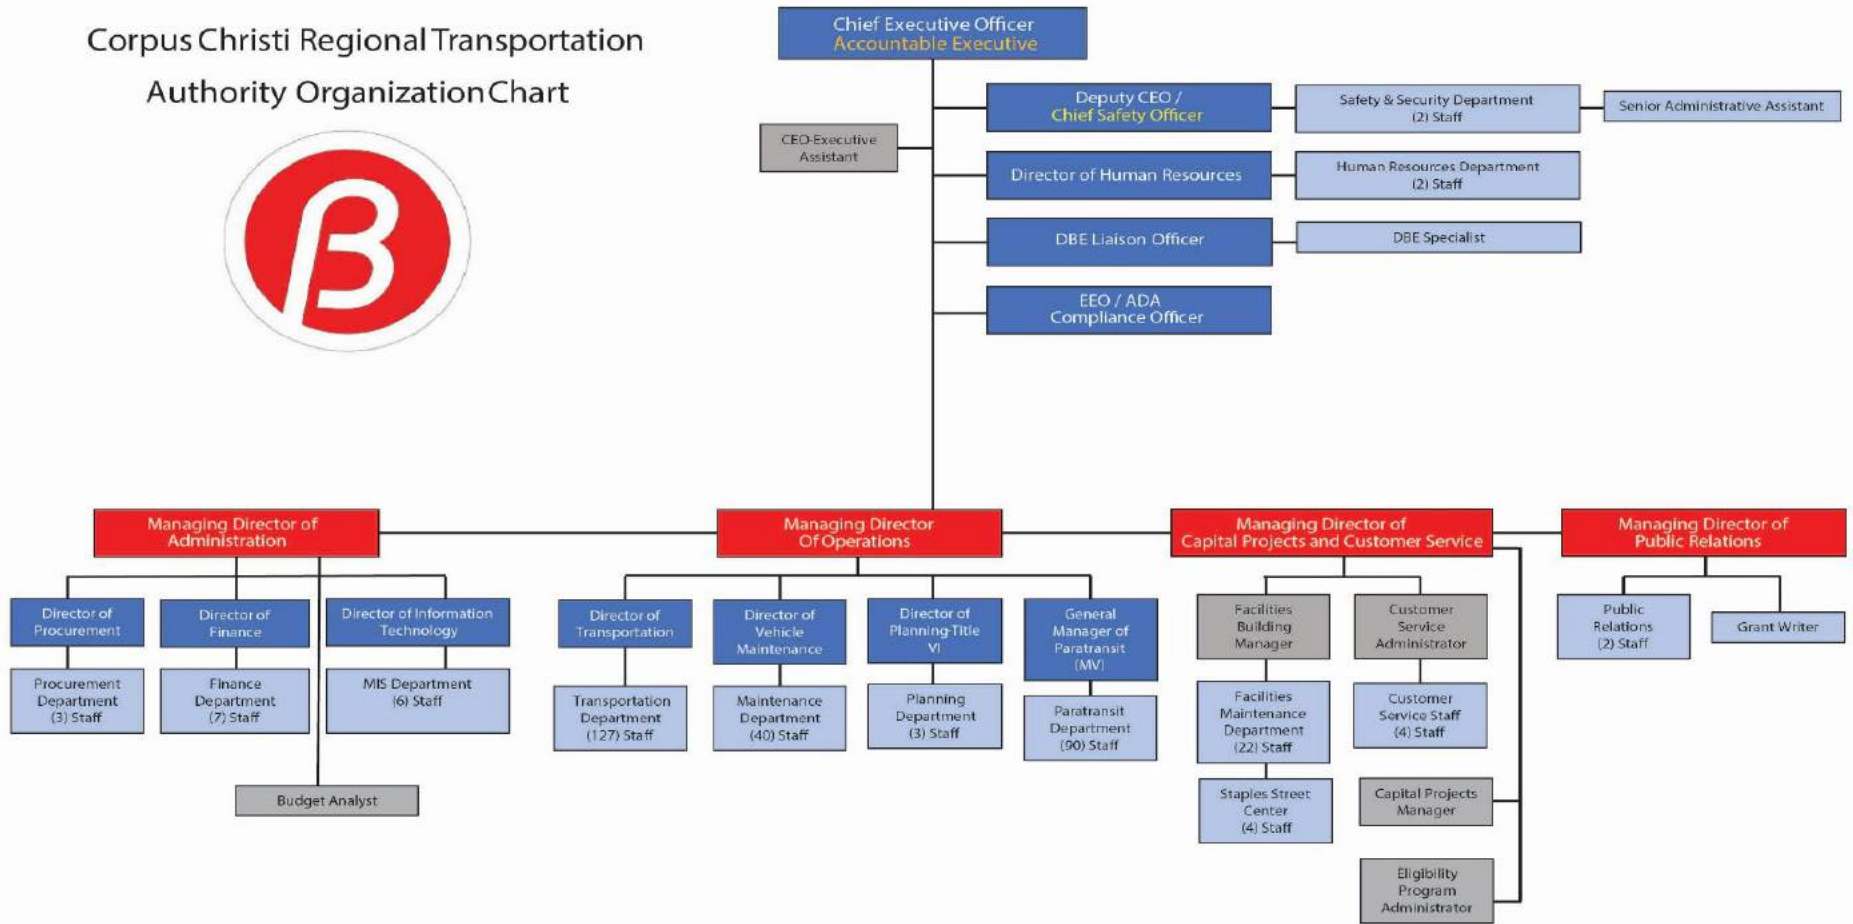 Corpus Christi Regional Transportation
Authority Organization Chart
Chief Executive Officer
Accountable Executive
Deputy CEO /
Chief Safety Officer
Safety & Security Department
(2) Staff
Senior Administrative Assistant
CEO-Executive
Assistant
Director of Human Resources
Human Resources Department
(2) Staff
DBE Liaison Officer
DBE Specialist
EEO / ADA
Compliance Officer
Managing Director of
Administration
Managing Director
Of Operations
Managing Director of
Capital Projects and Customer Service
Managing Director of
Public Relations
Director of
Procurement
Director of
Finance
Director of Information
Technology
Director of
Transportation
Director of
Vehicle
Maintenance
Director of
Planning-Title
VI
General
Manager of
Paratransit
(MV)
Facilities
Building
Manager
Customer
Service
Administrator
Public
Relations
(2) Staff
Grant Writer
Procurement
Department
(3) Staff
Finance
Department
(7) Staff
MIS Department
(6) Staff
Transportation
Department
(127) Staff
Maintenance
Department
(40) Staff
Planning
Department
(3) Staff
Paratransit
Department
(90) Staff
Facilities
Maintenance
Department
(22) Staff
Customer
Service Staff
(4) Staff
Budget Analyst
Staples Street
Center
(4) Staff
Capital Projects
Manager
Eligibility
Program
Administrator